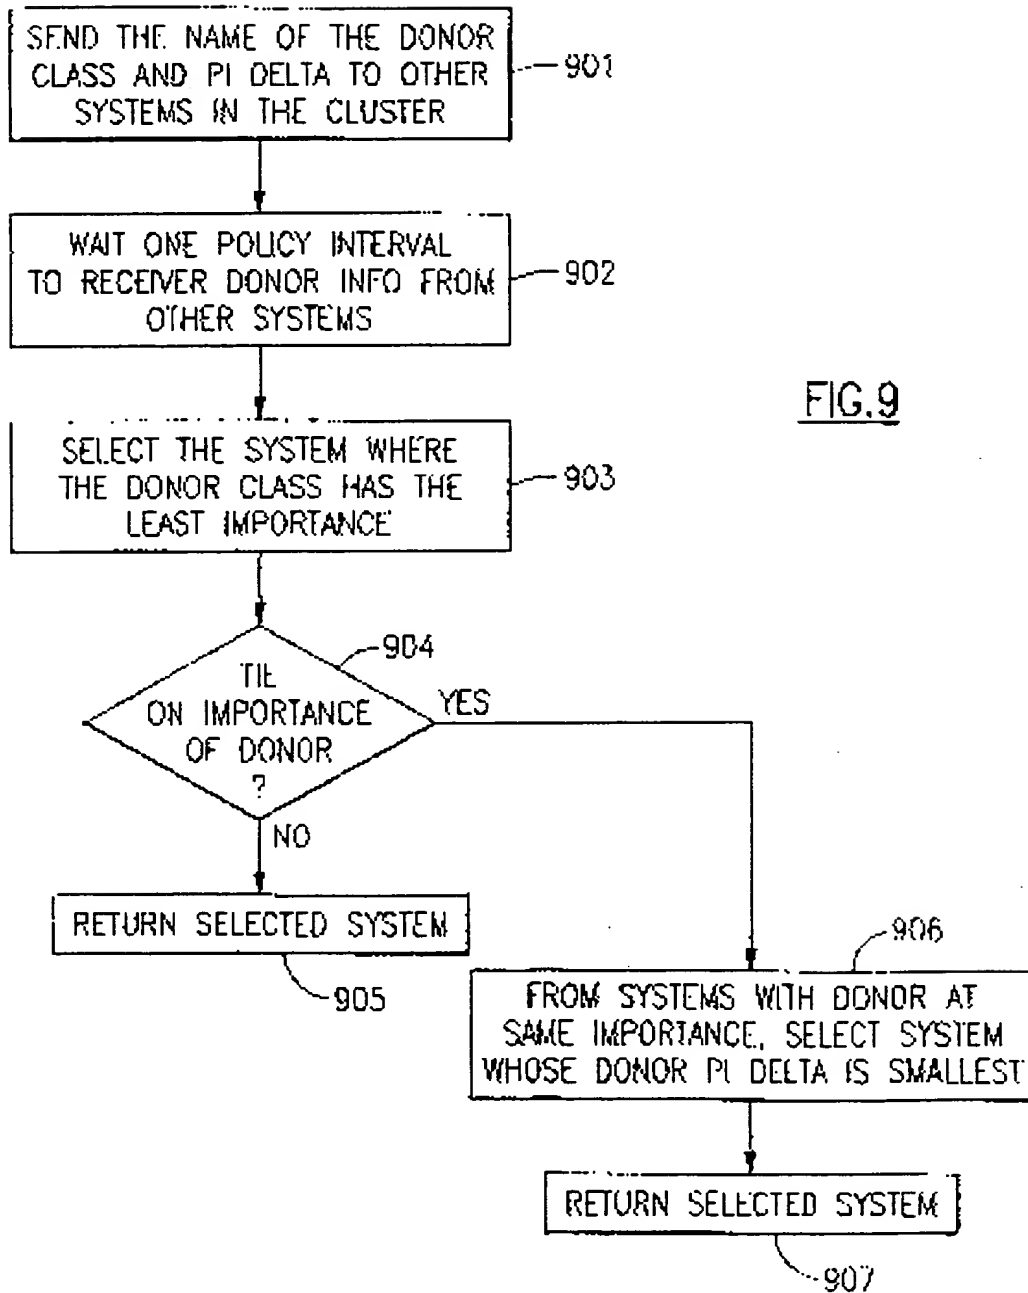 SEND THE NAME OF THE DONOR
CLASS AND PI DELTA TO OTHER
SYSTEMS IN THE CLUSTER
901
WAIT ONE POLICY INTERVAL
TO RECEIVER DONOR INFO FROM
OTHER SYSTEMS
902
FIG.9
SELECT THE SYSTEM WHERE
THE DONOR CLASS HAS THE
LEAST IMPORTANCE
903
904
TIE
ON IMPORTANCE
OF DONOR
?
YES
NO
RETURN SELECTED SYSTEM
905
906
FROM SYSTEMS WITH DONOR AT
SAME IMPORTANCE, SELECT SYSTEM
WHOSE DONOR PI DELTA IS SMALLEST
RETURN SELECTED SYSTEM
907